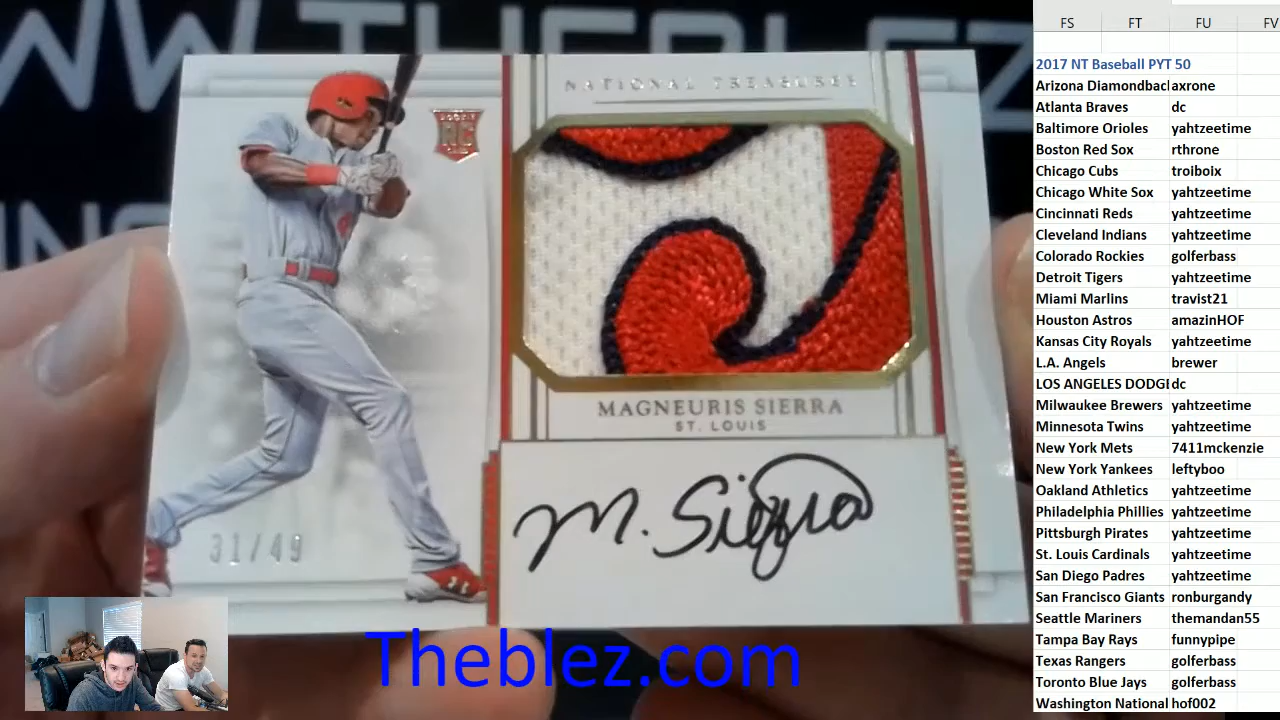 WW THEBLEZ
NATIONAL TREASURES
RC
MAGNEURIS SIERRA
ST. LOUIS
M. Sierra
31/49
Theblez.com
FS FT FU FV
2017 NT Baseball PYT 50
Arizona Diamondbacl axrone
Atlanta Braves dc
Baltimore Orioles yahtzeetime
Boston Red Sox rthrone
Chicago Cubs troiboix
Chicago White Sox yahtzeetime
Cincinnati Reds yahtzeetime
Cleveland Indians yahtzeetime
Colorado Rockies golferbass
Detroit Tigers yahtzeetime
Miami Marlins travist21
Houston Astros amazinHOF
Kansas City Royals yahtzeetime
L.A. Angels brewer
LOS ANGELES DODGE dc
Milwaukee Brewers yahtzeetime
Minnesota Twins yahtzeetime
New York Mets 7411mckenzie
New York Yankees leftyboo
Oakland Athletics yahtzeetime
Philadelphia Phillies yahtzeetime
Pittsburgh Pirates yahtzeetime
St. Louis Cardinals yahtzeetime
San Diego Padres yahtzeetime
San Francisco Giants ronburgandy
Seattle Mariners themandan55
Tampa Bay Rays funnypipe
Texas Rangers golferbass
Toronto Blue Jays golferbass
Washington National hof002